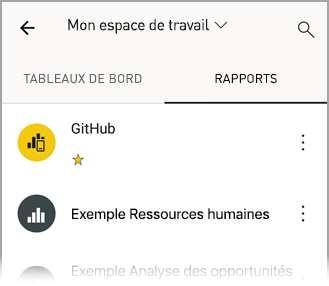 Mon espace de travail
TABLEAUX DE BORD
RAPPORTS
GitHub
Exemple Ressources humaines
Exemple Analyse des opportunités